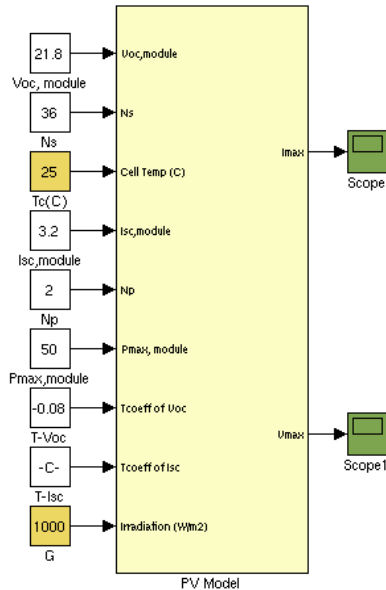 21.8
Voc,module
Voc, module
36
Ns
Ns
25
Cell Temp (C)
Tc(C)
3.2
Isc,module
Isc,module
2
Np
Np
50
Pmax, module
Pmax,module
-0.08
Tcoeff of Voc
T-Voc
-C-
Tcoeff of Isc
T-Isc
1000
Irradiation (W/m2)
G
Imax
Scope
Vmax
Scope1
PV Model